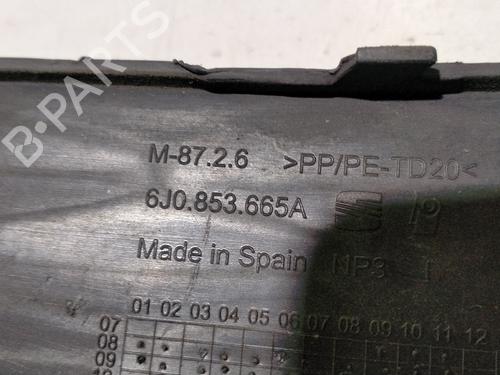 B-PARTS
M-87.2.6 >PP/PE-TD20<
6J0.853.665A
Made in Spain NP3
01 02 03 04 05 06 07 08 09 10 11 12
07
08
09
10